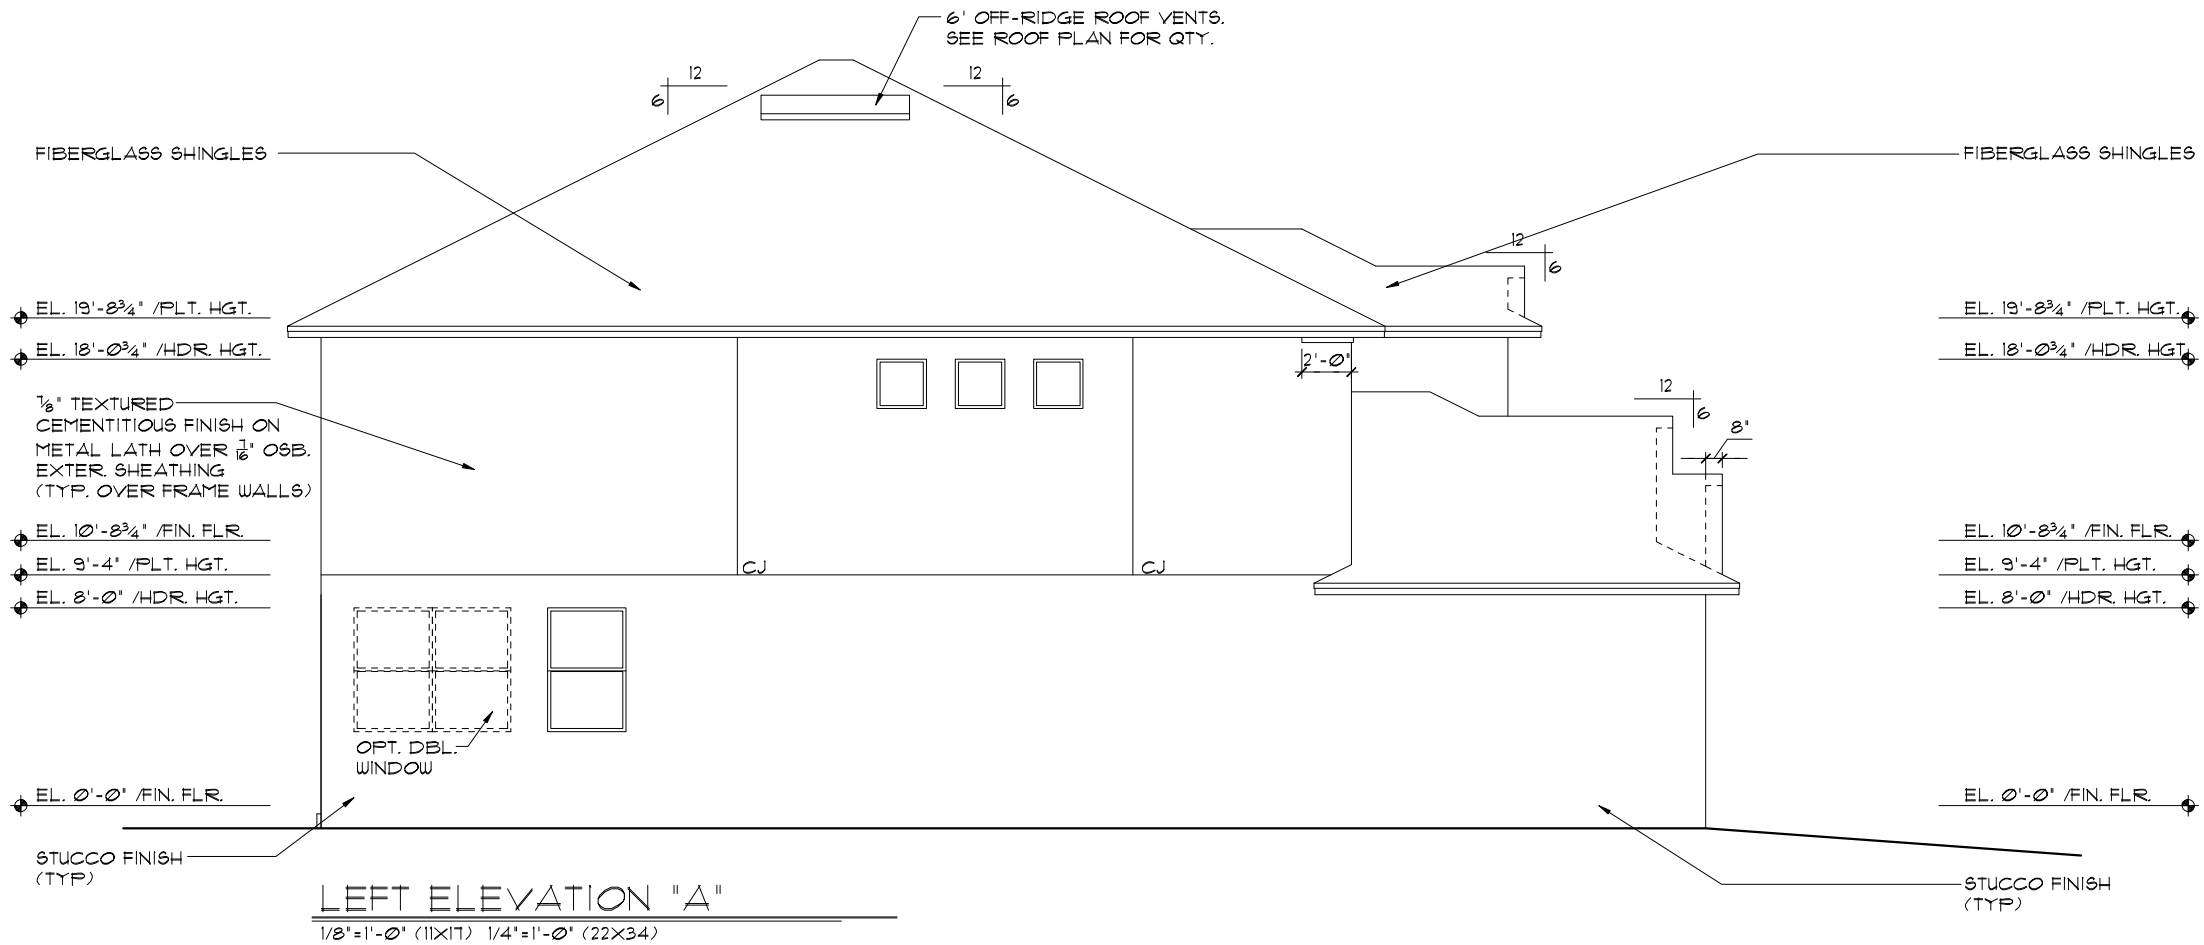 6' OFF-RIDGE ROOF VENTS.
SEE ROOF PLAN FOR QTY.
12
6
12
6
FIBERGLASS SHINGLES
FIBERGLASS SHINGLES
12
6
EL. 19'-8¾" /PLT. HGT.
EL. 19'-8¾" /PLT. HGT.
EL. 18'-0¾" /HDR. HGT.
EL. 18'-0¾" /HDR. HGT.
2'-0"
12
6
8"
⅞" TEXTURED
CEMENTITIOUS FINISH ON
METAL LATH OVER 7/16" OSB.
EXTER. SHEATHING
(TYP. OVER FRAME WALLS)
EL. 10'-8¾" /FIN. FLR.
EL. 10'-8¾" /FIN. FLR.
EL. 9'-4" /PLT. HGT.
CJ
CJ
EL. 9'-4" /PLT. HGT.
EL. 8'-0" /HDR. HGT.
EL. 8'-0" /HDR. HGT.
OPT. DBL.
WINDOW
EL. 0'-0" /FIN. FLR.
EL. 0'-0" /FIN. FLR.
STUCCO FINISH
(TYP)
STUCCO FINISH
(TYP)
LEFT ELEVATION "A"
1/8"=1'-0" (11X17) 1/4"=1'-0" (22X34)